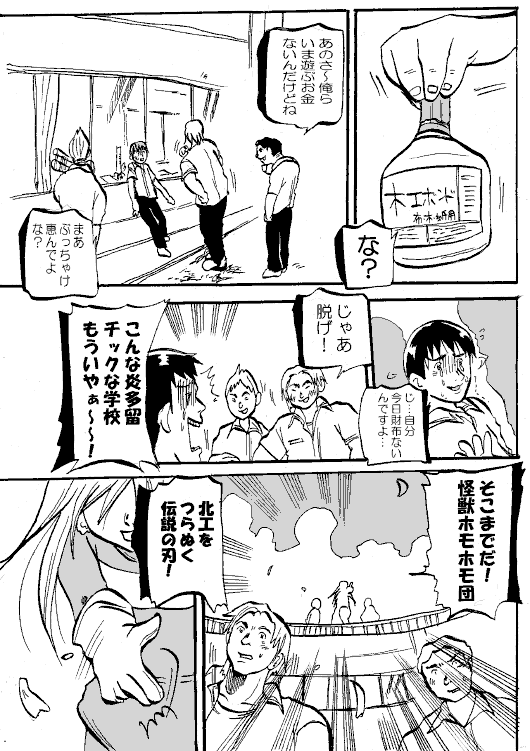 木工ボンド
布・木・紙用
な？
あのさ～俺ら
いま遊ぶお金
ないんだけどね
まあ
ぶっちゃけ
恵んでよ
な？
じ…自分
今日財布ない
んですよ…
じゃあ
脱げ！
こんな炎多留
チックな学校
もういやぁ～～！
そこまでだ！
怪獣ホモホモ団
北工を
つらぬく
伝説の刃！